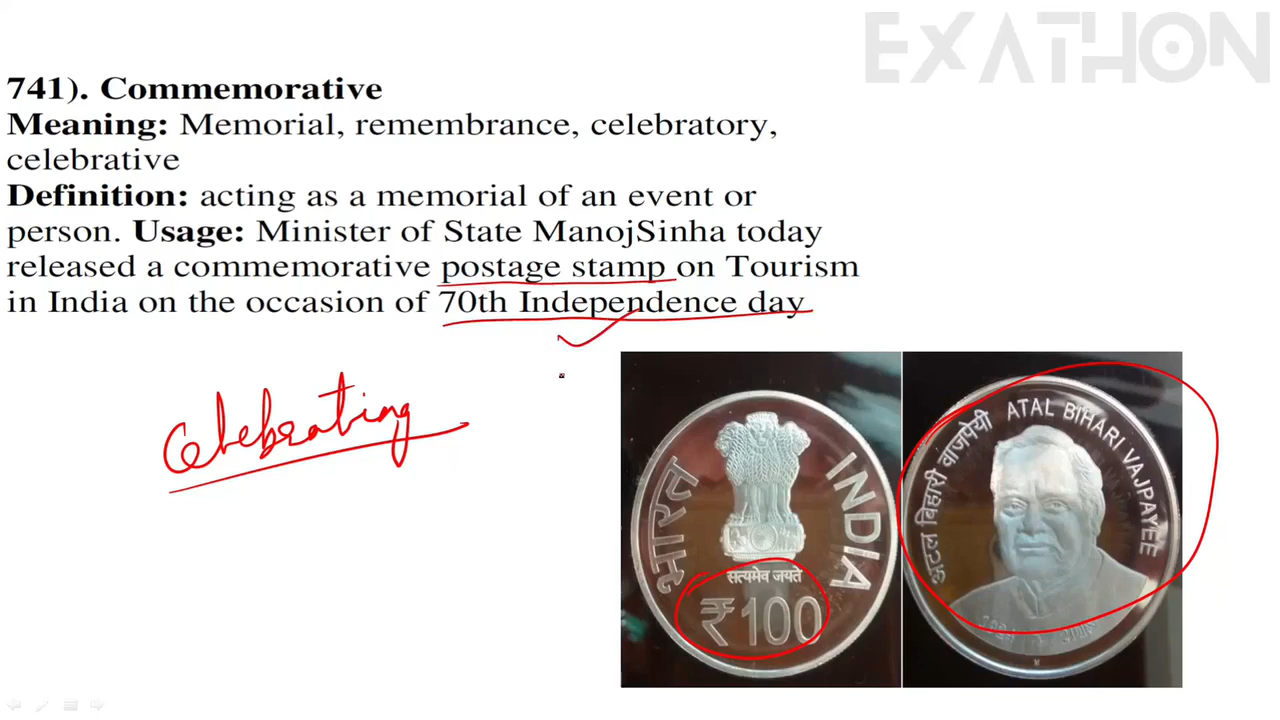 EXATHON
741). Commemorative
Meaning: Memorial, remembrance, celebratory,
celebrative
Definition: acting as a memorial of an event or
person. Usage: Minister of State ManojSinha today
released a commemorative postage stamp on Tourism
in India on the occasion of 70th Independence day
Celebrating
भारत
INDIA
सत्यमेव जयते
₹100
अटल बिहारी वाजपेयी
ATAL BIHARI VAJPAYEE